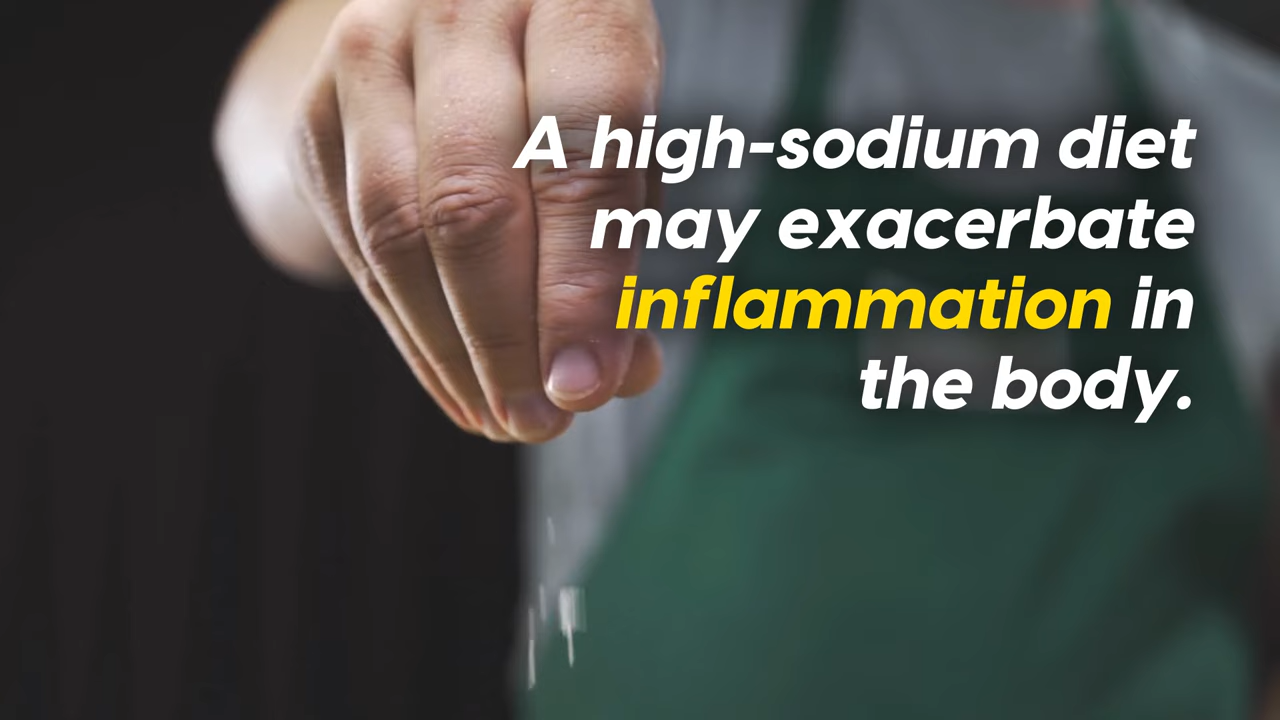 A high-sodium diet
may exacerbate
inflammation in
the body.